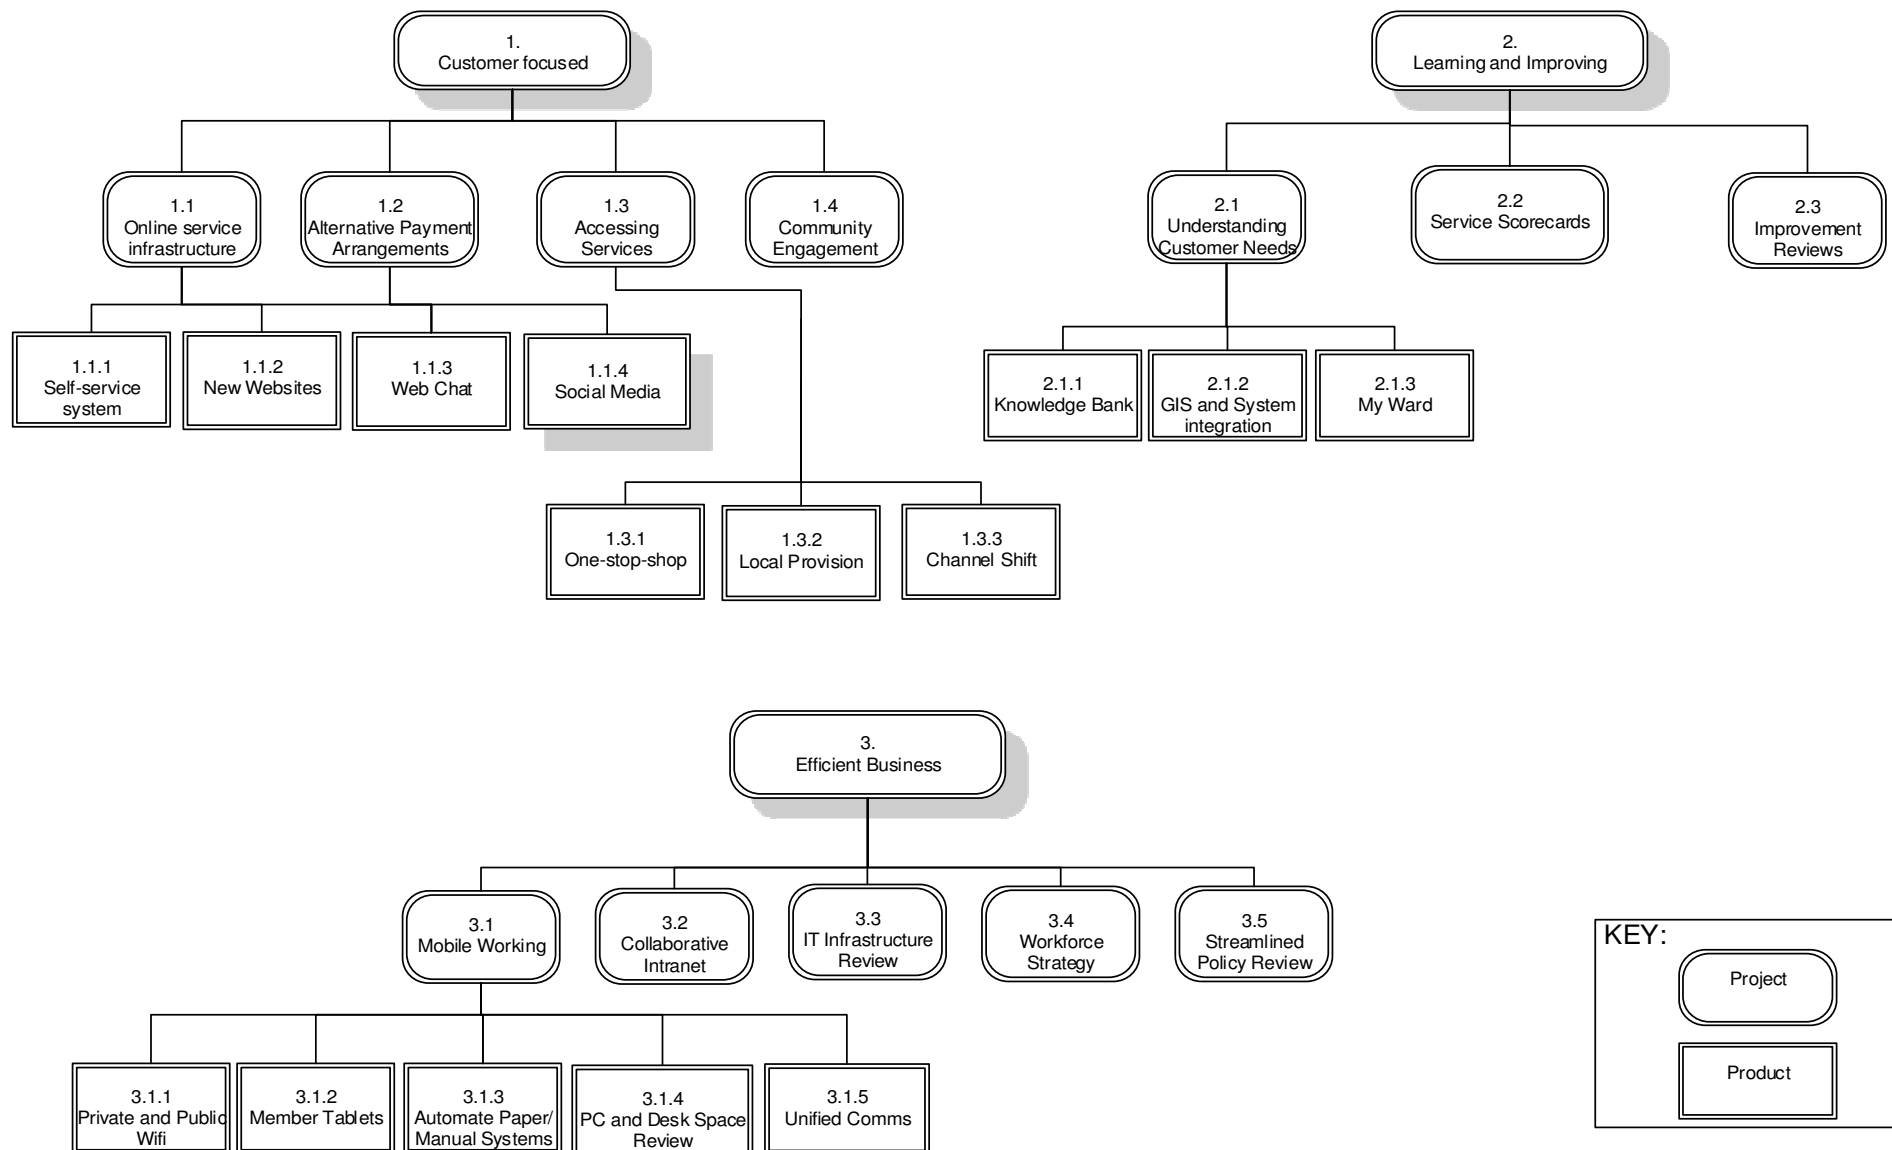 1.
Customer focused
2.
Learning and Improving
1.1
Online service
infrastructure
1.2
Alternative Payment
Arrangements
1.3
Accessing
Services
1.4
Community
Engagement
2.1
Understanding
Customer Needs
2.2
Service Scorecards
2.3
Improvement
Reviews
1.1.1
Self-service
system
1.1.2
New Websites
1.1.3
Web Chat
1.1.4
Social Media
2.1.1
Knowledge Bank
2.1.2
GIS and System
integration
2.1.3
My Ward
1.3.1
One-stop-shop
1.3.2
Local Provision
1.3.3
Channel Shift
3.
Efficient Business
3.1
Mobile Working
3.2
Collaborative
Intranet
3.3
IT Infrastructure
Review
3.4
Workforce
Strategy
3.5
Streamlined
Policy Review
3.1.1
Private and Public
Wifi
3.1.2
Member Tablets
3.1.3
Automate Paper/
Manual Systems
3.1.4
PC and Desk Space
Review
3.1.5
Unified Comms
KEY:
Project
Product